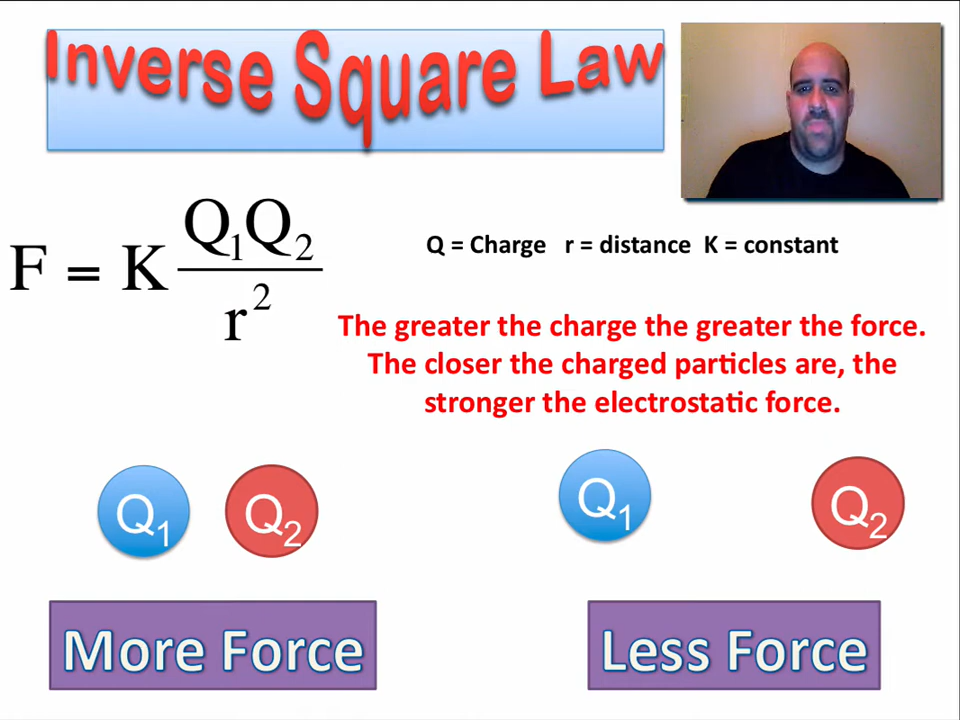 Inverse Square Law
F = K Q1Q2 / r2
Q = Charge r = distance K = constant
The greater the charge the greater the force.
The closer the charged particles are, the
stronger the electrostatic force.
Q1 Q2 Q1 Q2
More Force Less Force